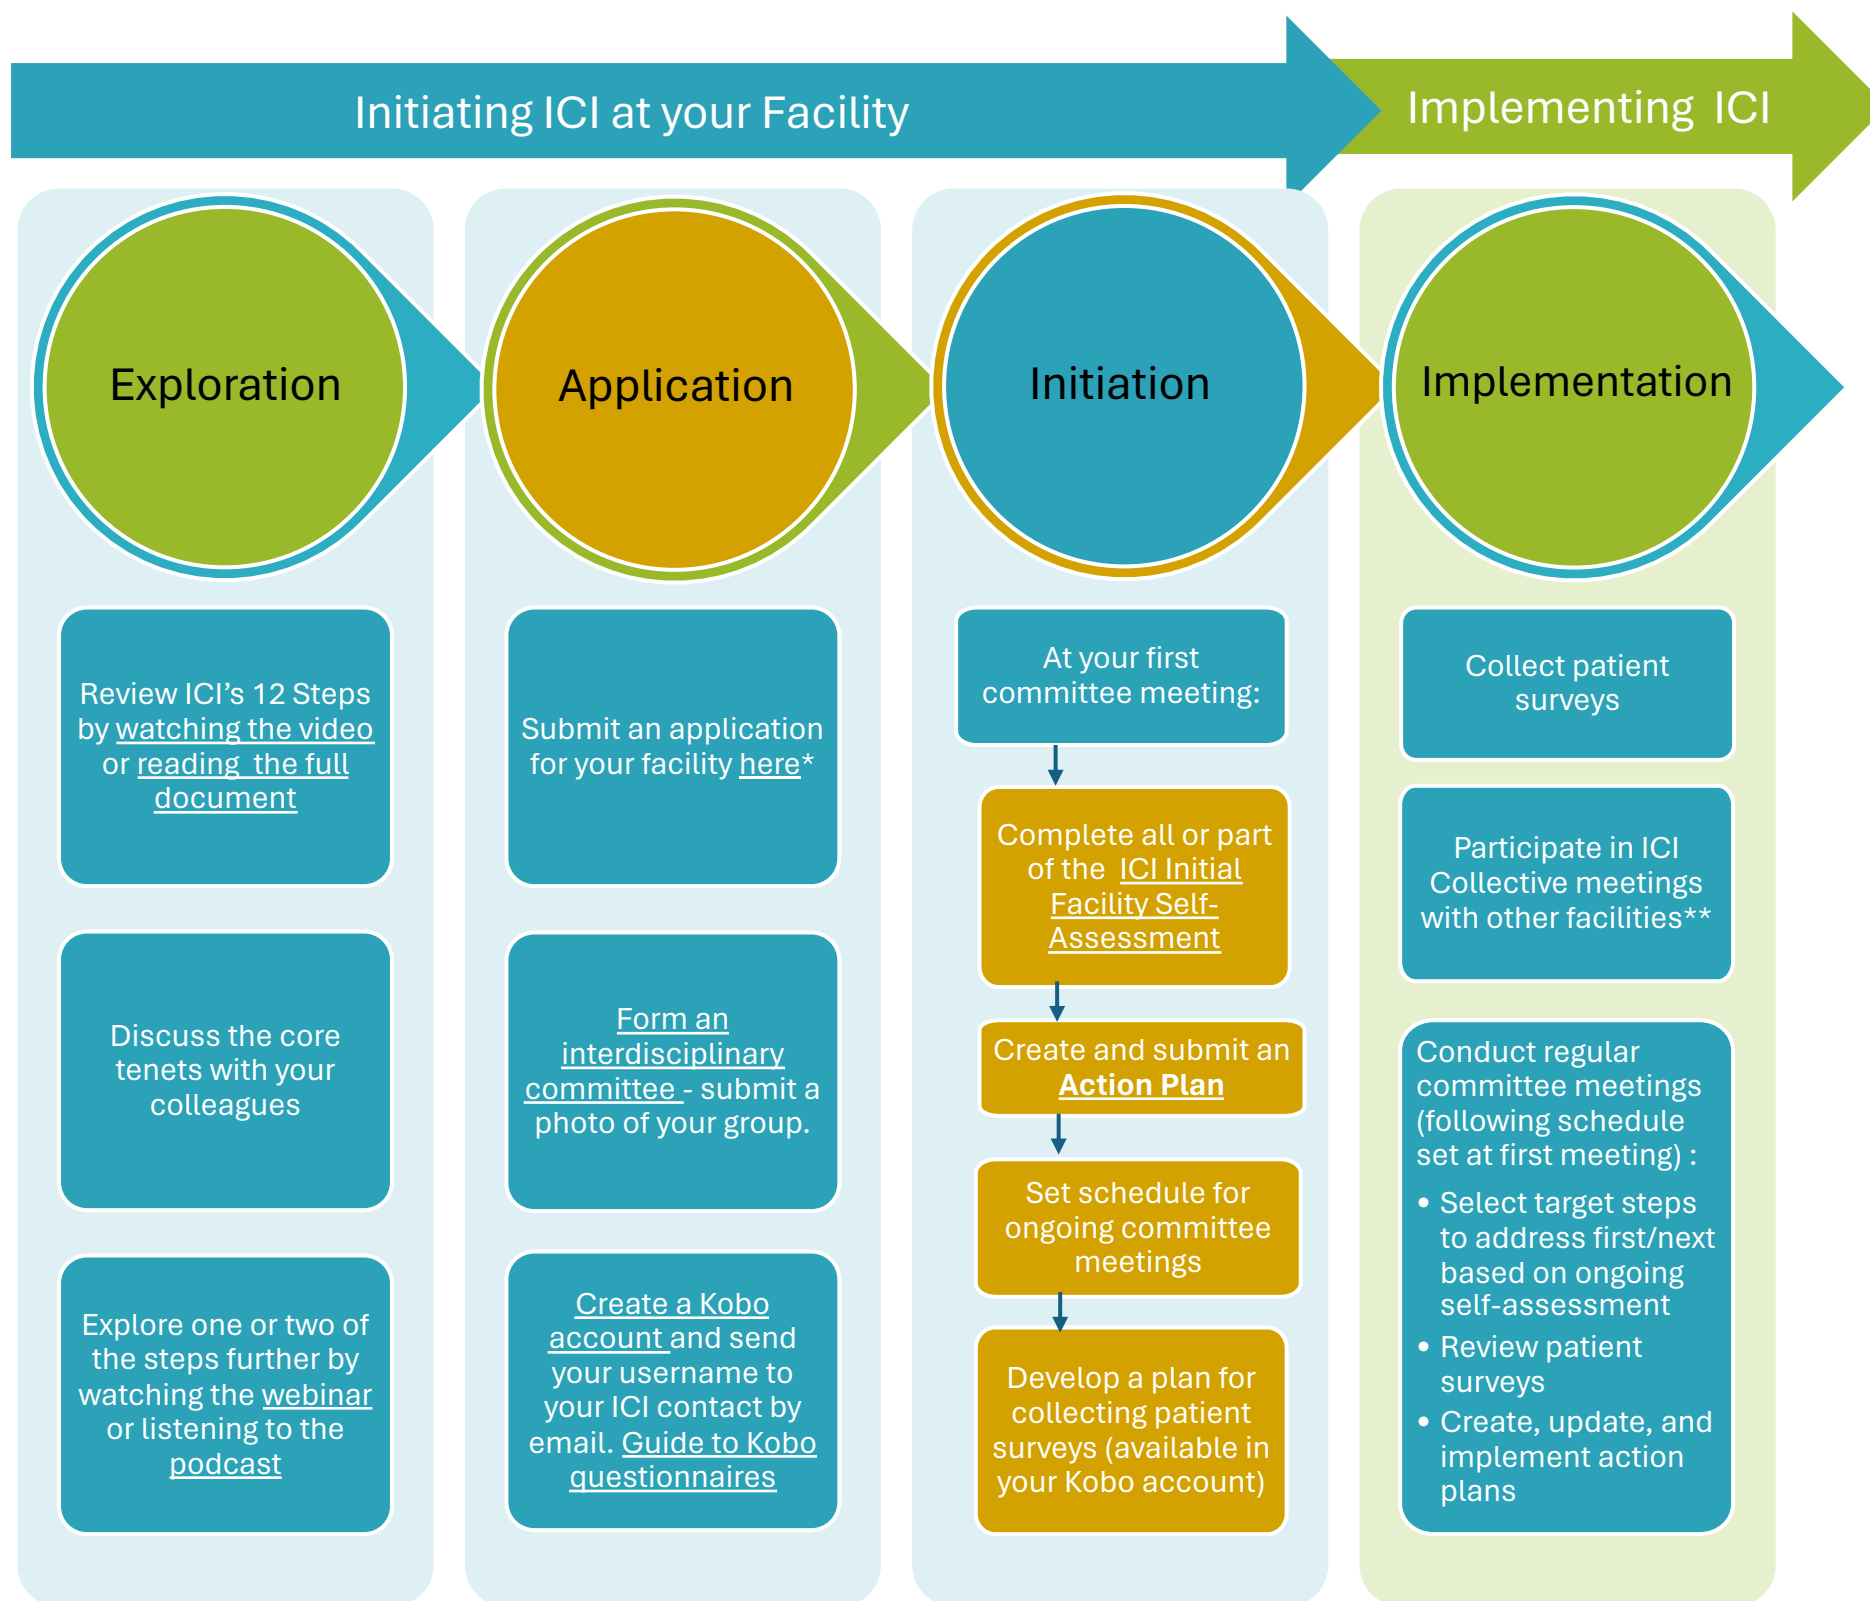 Initiating ICI at your Facility
Implementing ICI
Exploration
Review ICI’s 12 Steps
by watching the video
or reading the full
document
Discuss the core
tenets with your
colleagues
Explore one or two of
the steps further by
watching the webinar
or listening to the
podcast
Application
Submit an application
for your facility here*
Form an
interdisciplinary
committee - submit a
photo of your group.
Create a Kobo
account and send
your username to
your ICI contact by
email. Guide to Kobo
questionnaires
Initiation
At your first
committee meeting:
Complete all or part
of the ICI Initial
Facility Self-
Assessment
Create and submit an
Action Plan
Set schedule for
ongoing committee
meetings
Develop a plan for
collecting patient
surveys (available in
your Kobo account)
Implementation
Collect patient
surveys
Participate in ICI
Collective meetings
with other facilities**
Conduct regular
committee meetings
(following schedule
set at first meeting) :
• Select target steps
to address first/next
based on ongoing
self-assessment
• Review patient
surveys
• Create, update, and
implement action
plans